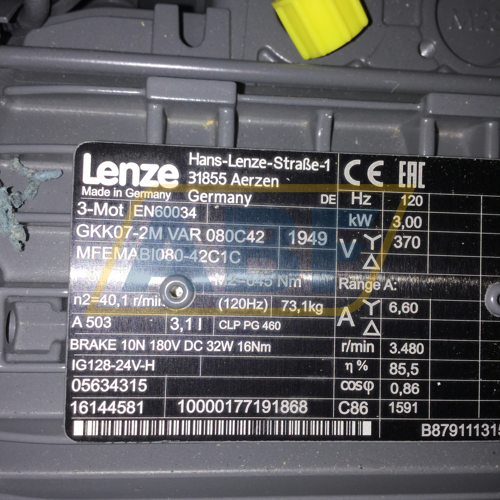 Lenze Hans-Lenze-Straße-1
31855 Aerzen
Made in Germany Germany DE
3-Mot EN60034
GKK07-2M VAR 080C42 1949
MFEMABI080-42C1C
n2=40,1 r/min (120Hz) 73,1kg
A 503 3,1 l CLP PG 460
BRAKE 10N 180V DC 32W 16Nm
IG128-24V-H
05634315
16144581 10000177191868 C86
CE EAC
Hz 120
kW 3,00
V Y 370
△
Range A:
A Y 6,60
△
r/min 3.480
η % 85,5
cosφ 0,86
1591